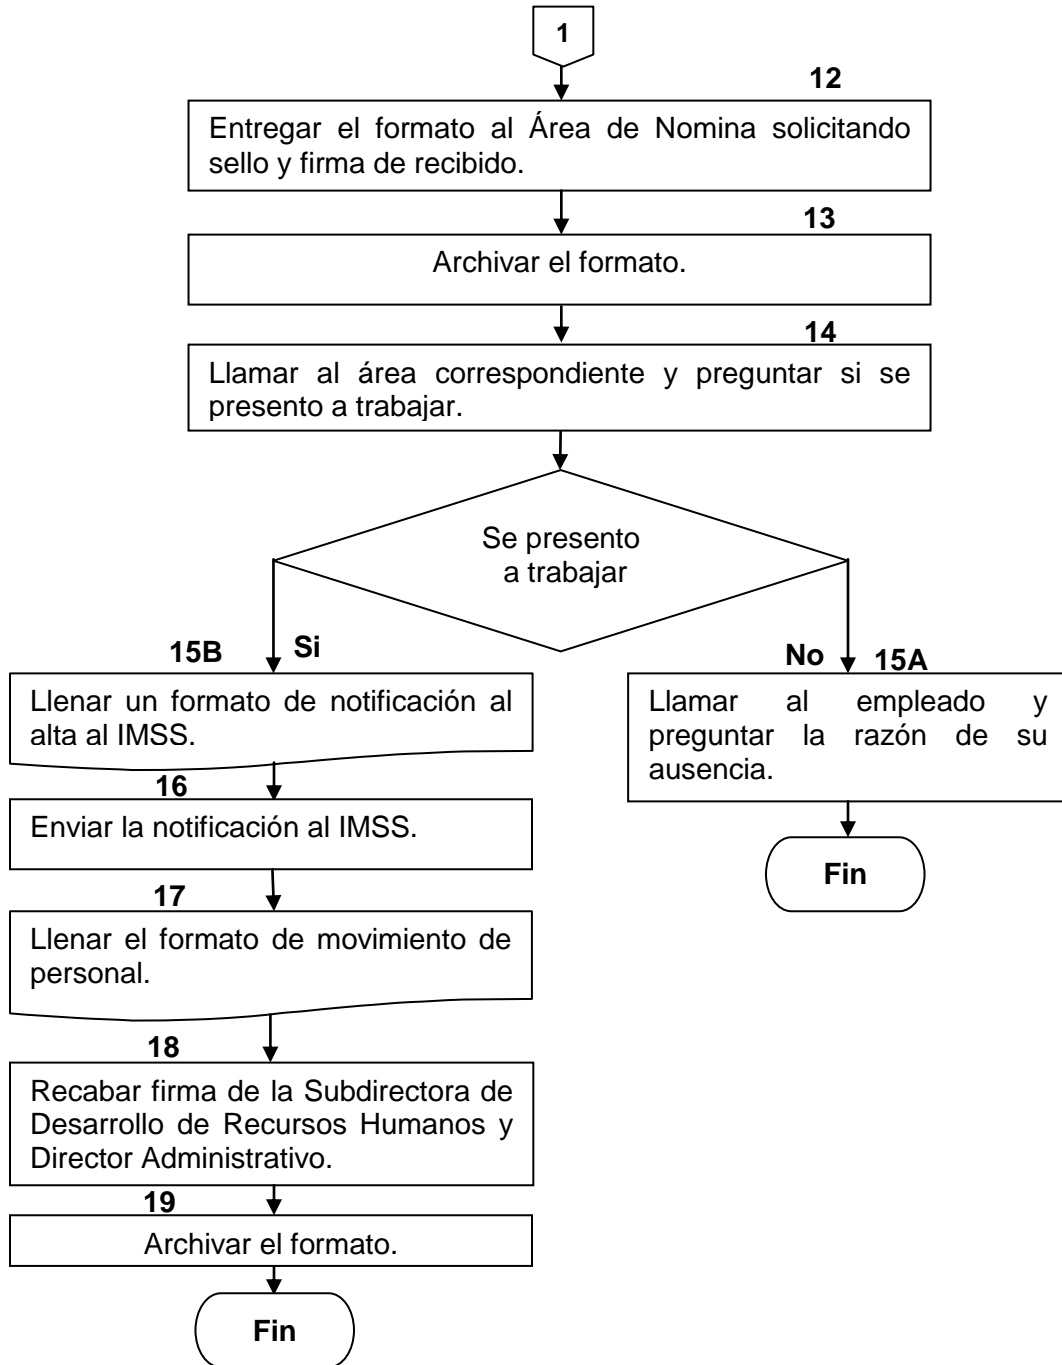 1
12
Entregar el formato al Área de Nomina solicitando
sello y firma de recibido.
13
Archivar el formato.
14
Llamar al área correspondiente y preguntar si se
presento a trabajar.
Se presento
a trabajar
15B
Si
Llenar un formato de notificación al
alta al IMSS.
16
Enviar la notificación al IMSS.
17
Llenar el formato de movimiento de
personal.
18
Recabar firma de la Subdirectora de
Desarrollo de Recursos Humanos y
Director Administrativo.
19
Archivar el formato.
Fin
No
15A
Llamar al empleado y
preguntar la razón de su
ausencia.
Fin